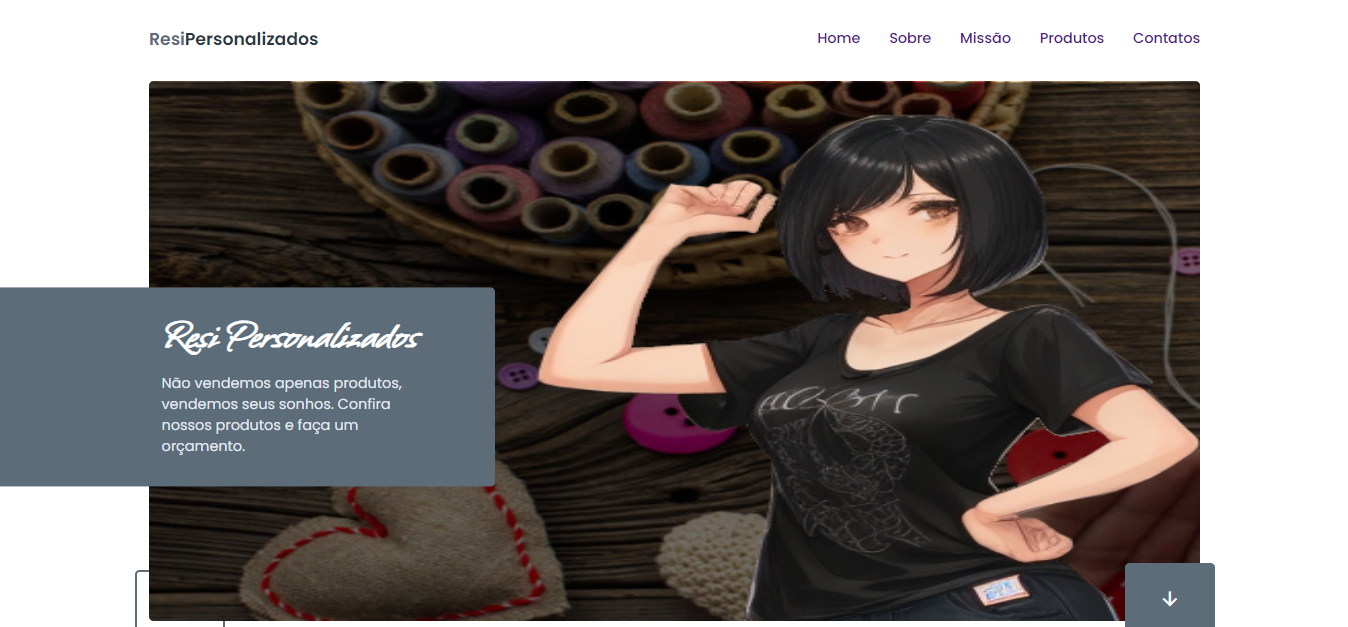 ResiPersonalizados
Home Sobre Missão Produtos Contatos
Resi Personalizados
Não vendemos apenas produtos,
vendemos seus sonhos. Confira
nossos produtos e faça um
orçamento.